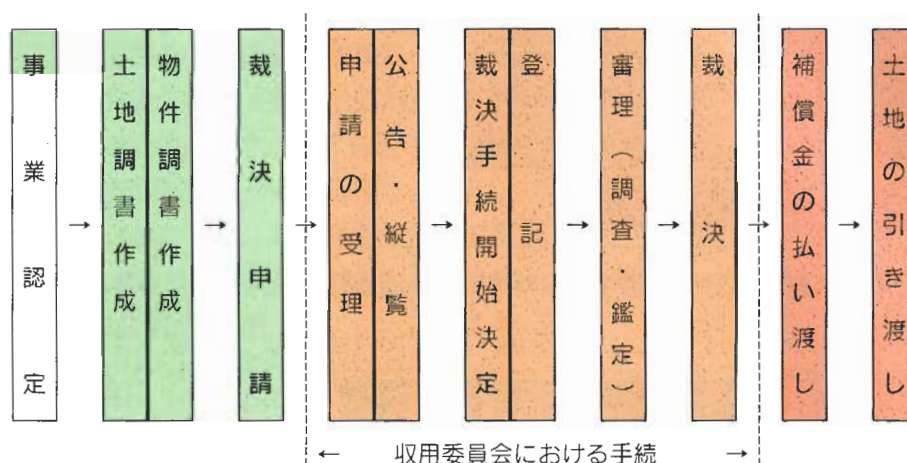 事業認定
→
土地調書作成
物件調書作成
→
裁決申請
→
申請の受理
公告・縦覧
→
裁決手続開始決定
登記
→
審理（調査・鑑定）
→
裁決
→
補償金の払い渡し
→
土地の引き渡し
← 収用委員会における手続 →